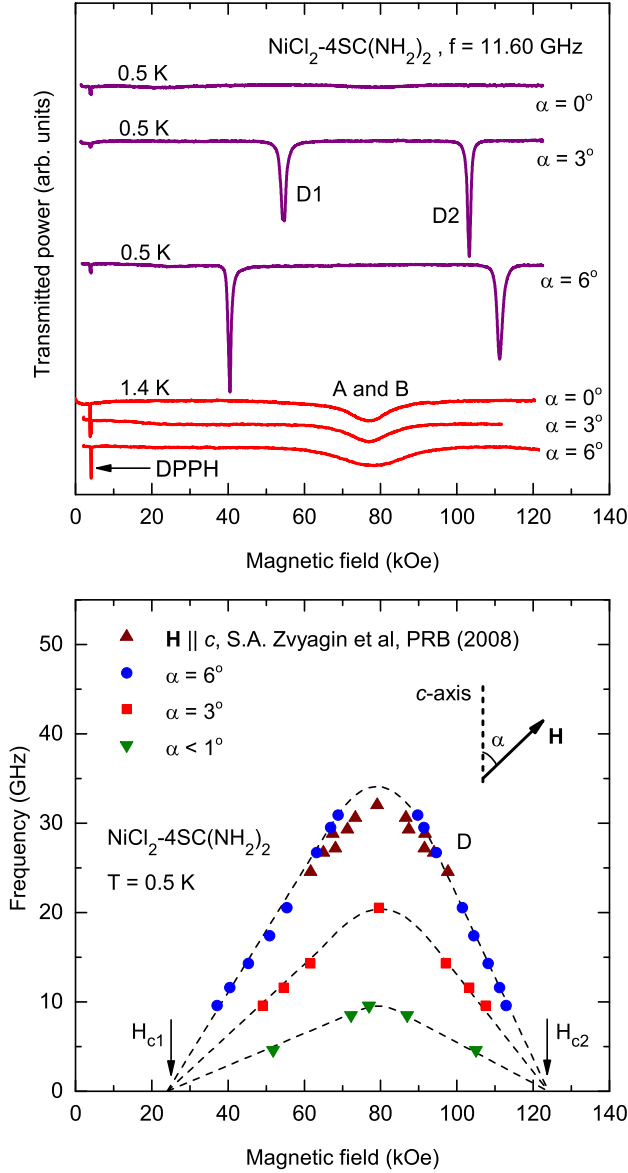 NiCl2-4SC(NH2)2 , f = 11.60 GHz
0.5 K
α = 0°
0.5 K
α = 3°
D1
D2
0.5 K
α = 6°
1.4 K
A and B
α = 0°
α = 3°
α = 6°
DPPH
Transmitted power (arb. units)
0 20 40 60 80 100 120 140
Magnetic field (kOe)
50
40
30
20
10
0
Frequency (GHz)
H || c, S.A. Zvyagin et al, PRB (2008)
α = 6°
α = 3°
α < 1°
c-axis
α
H
NiCl2-4SC(NH2)2
T = 0.5 K
D
Hc1
Hc2
0 20 40 60 80 100 120 140
Magnetic field (kOe)